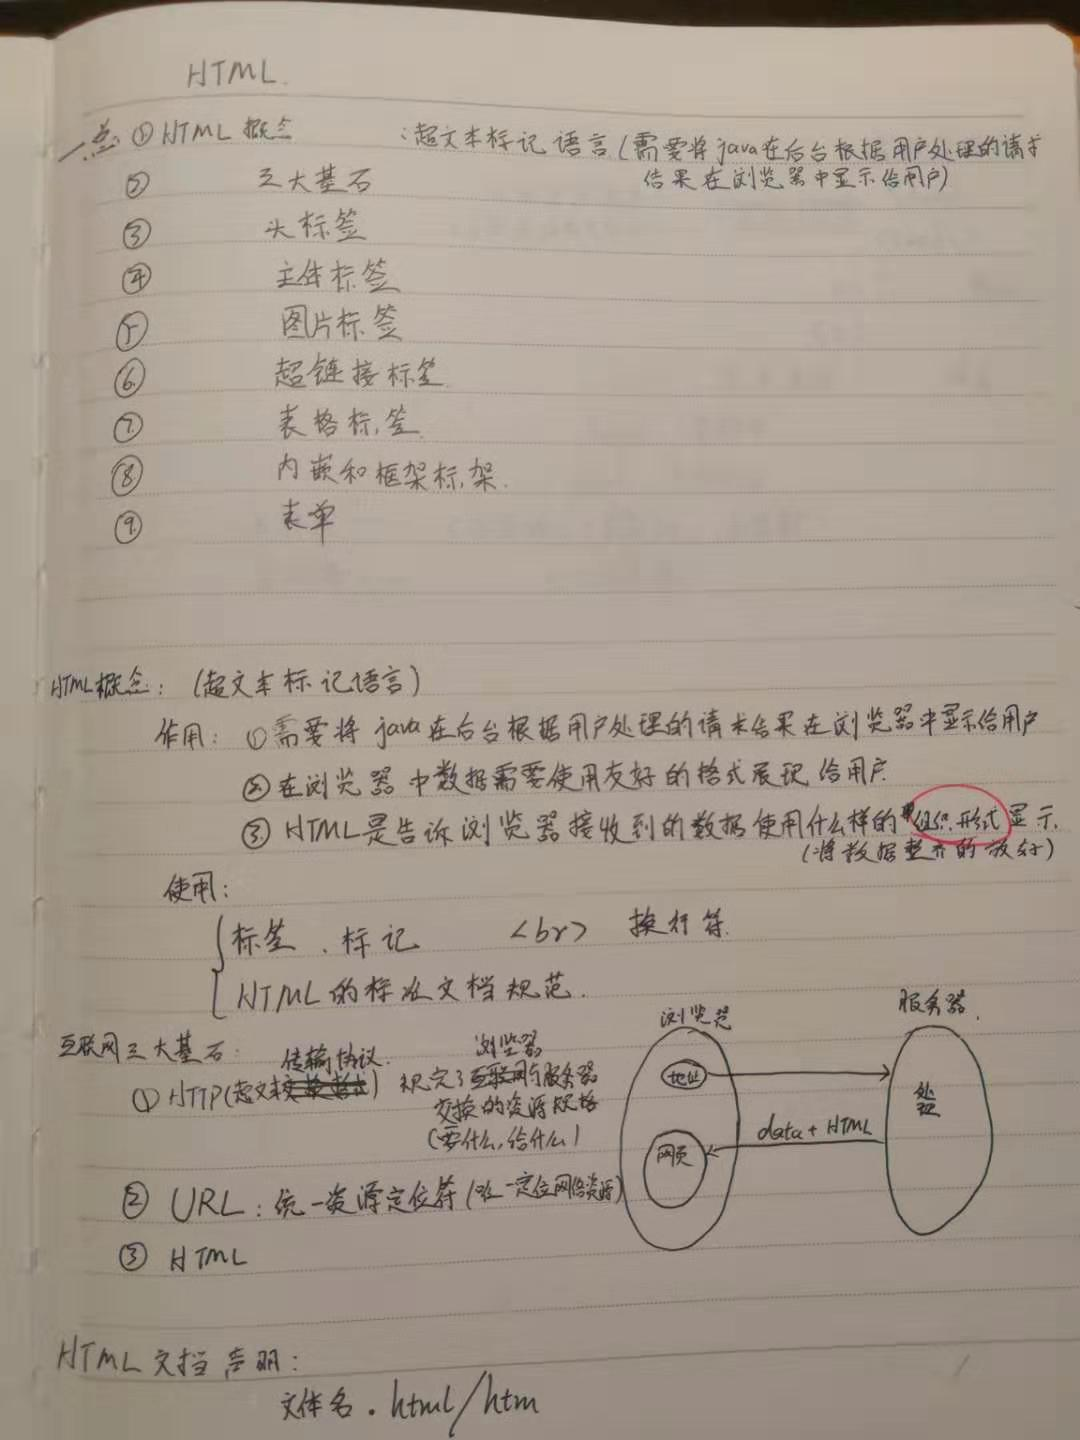 HTML.
一. 总: ① HTML 概念 : 超文本标记语言 (需要将java在后台根据用户处理的请求
结果在浏览器中显示给用户)
② 三大基石
③ 头标签
④ 主体标签
⑤ 图片标签
⑥ 超链接标签
⑦ 表格标签
⑧ 内嵌和框架标架.
⑨ 表单
HTML概念: (超文本标记语言)
作用: ①需要将java在后台根据用户处理的请求结果在浏览器中显示给用户
②在浏览器中数据需要使用友好的格式展现给用户
③ HTML是告诉浏览器接收到的数据使用什么样的组织形式显示.
(将数据整齐的放好)
使用:
标签、标记 <br> 换行符.
HTML的标准文档规范.
互联网三大基石:
传输协议.
① HTTP(超文本)
浏览器
规定了与服务器
交换的资源规格
(要什么,给什么)
② URL: 统一资源定位符(唯一定位网络资源)
③ HTML
浏览器
服务器.
地址
处理
data + HTML
网页
HTML文档声明:
文体名.html/htm